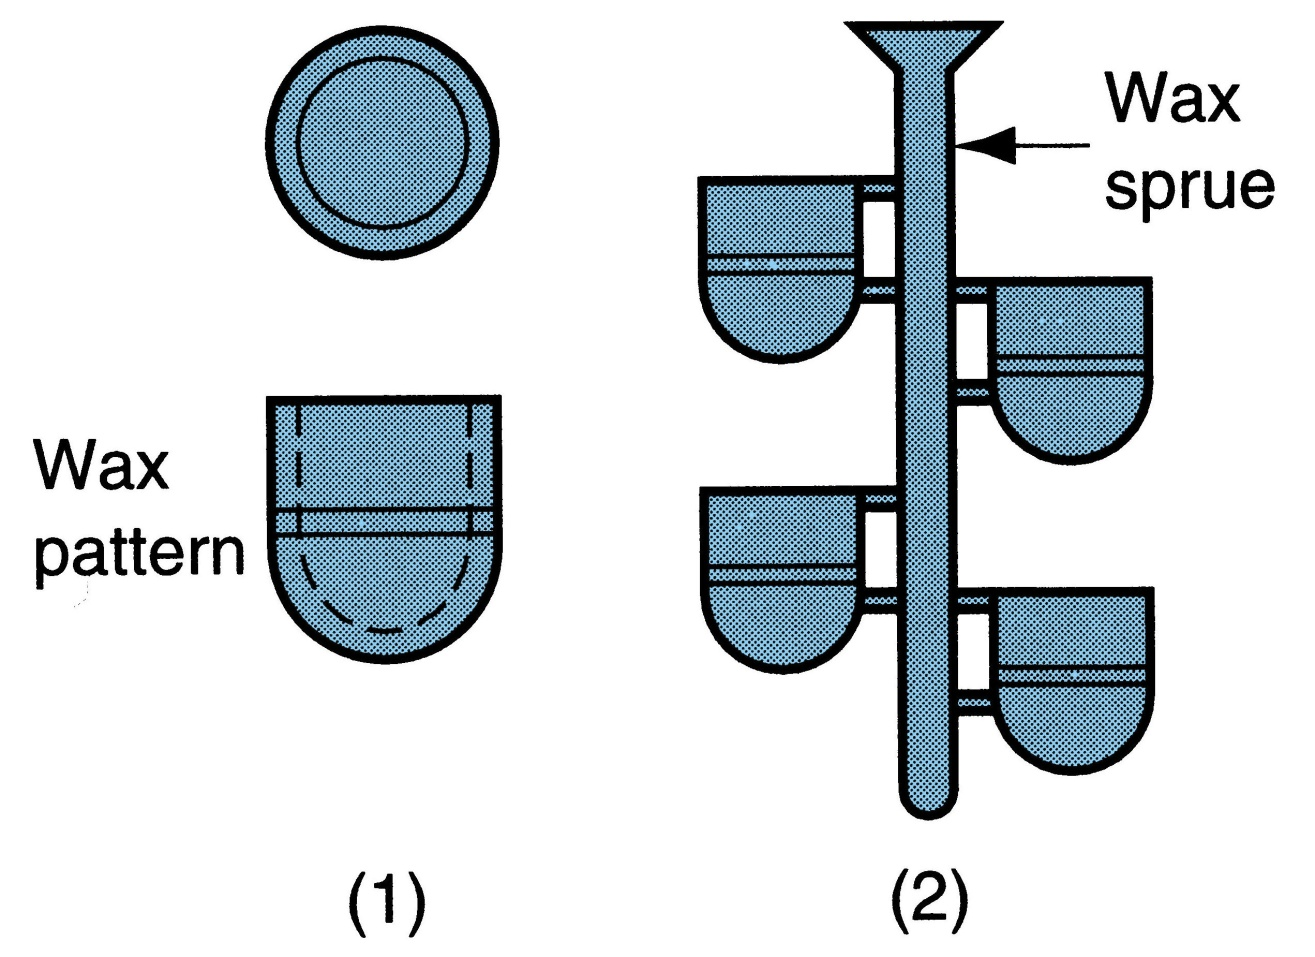 Wax
sprue
Wax
pattern
(1)
(2)